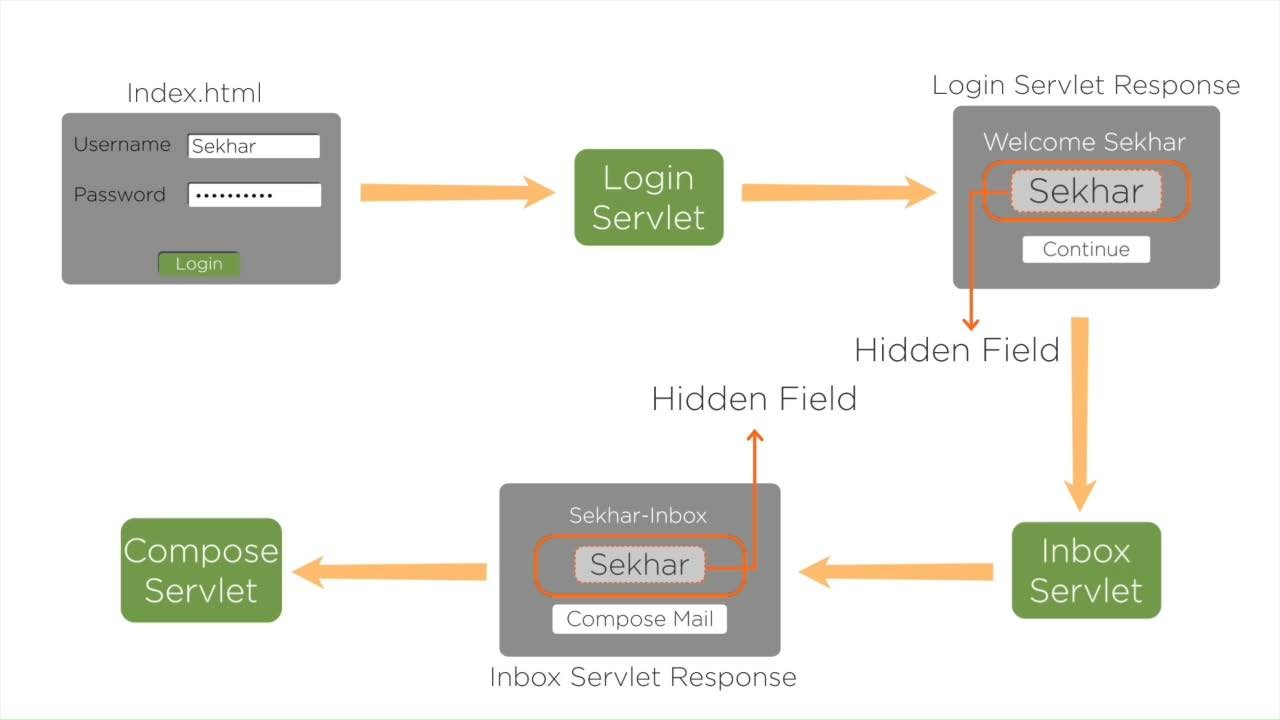 Index.html
Username Sekhar
Password ••••••••••
Login
Login
Servlet
Login Servlet Response
Welcome Sekhar
Sekhar
Continue
Hidden Field
Hidden Field
Inbox
Servlet
Sekhar-Inbox
Sekhar
Compose Mail
Inbox Servlet Response
Compose
Servlet